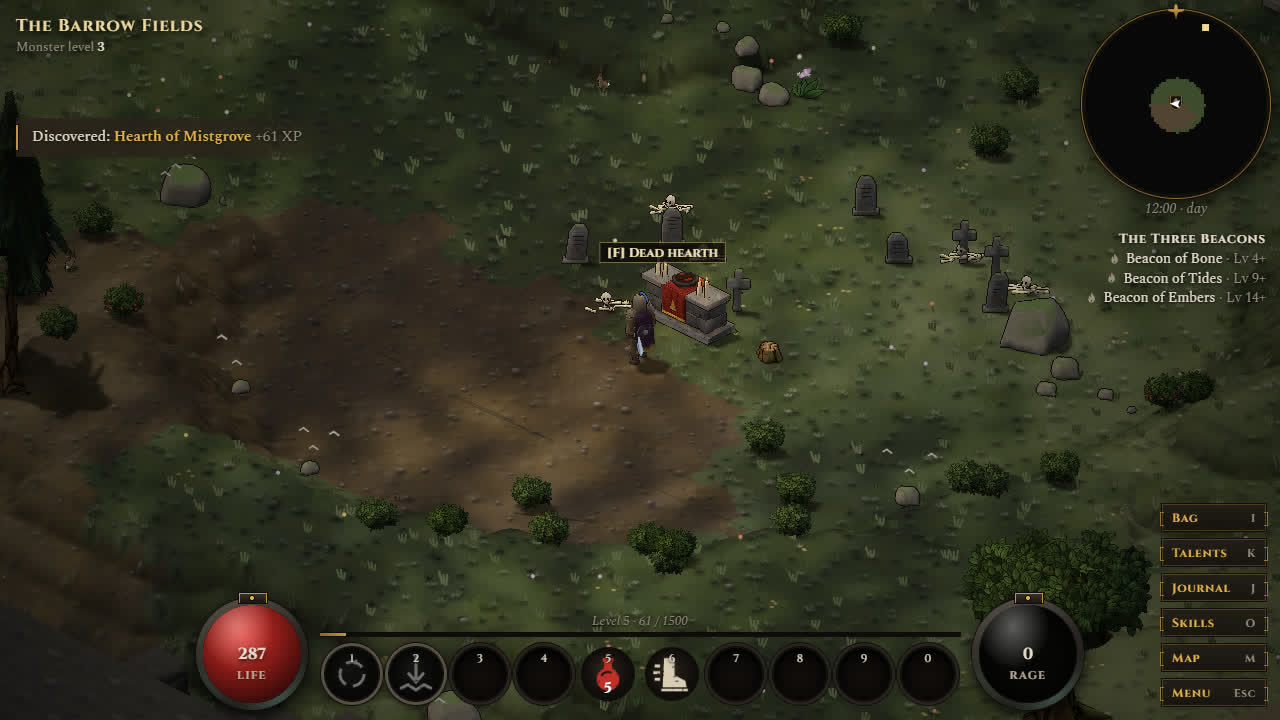 The Barrow Fields
Monster level 3
Discovered: Hearth of Mistgrove +61 XP
[F] Dead Hearth
12:00 · day
The Three Beacons
Beacon of Bone · Lv 4+
Beacon of Tides · Lv 9+
Beacon of Embers · Lv 14+
Bag I
Talents K
Journal J
Skills O
Map M
Menu Esc
Level 5 · 61 / 1500
287
Life
1 2 3 4 5 6 7 8 9 0
5
0
Rage